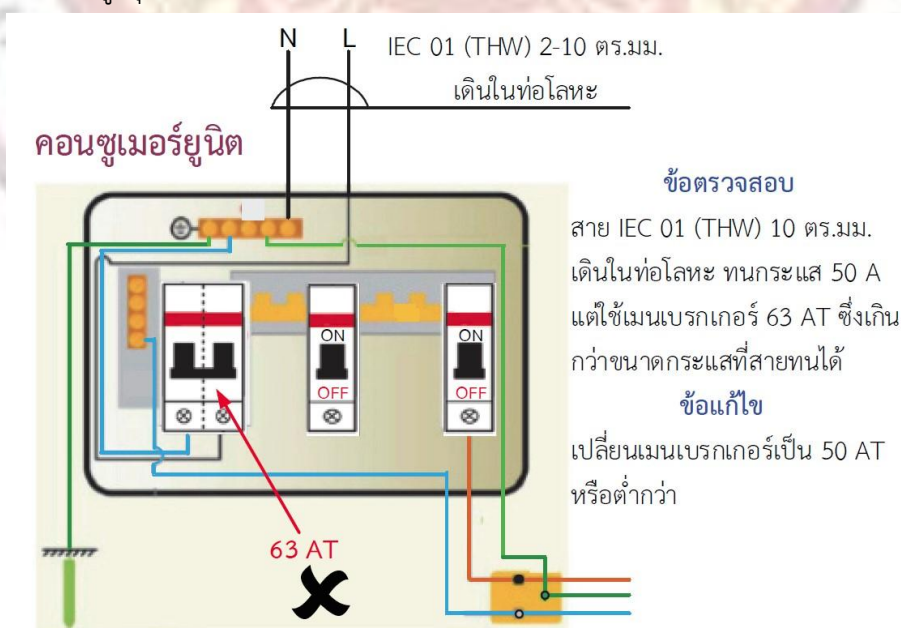 N L IEC 01 (THW) 2-10 ตร.มม.
เดินในท่อโลหะ
คอนซูเมอร์ยูนิต
ข้อตรวจสอบ
สาย IEC 01 (THW) 10 ตร.มม.
เดินในท่อโลหะ ทนกระแส 50 A
แต่ใช้เมนเบรกเกอร์ 63 AT ซึ่งเกิน
กว่าขนาดกระแสที่สายทนได้
ข้อแก้ไข
เปลี่ยนเมนเบรกเกอร์เป็น 50 AT
หรือต่ำกว่า
ON ON
OFF OFF
63 AT